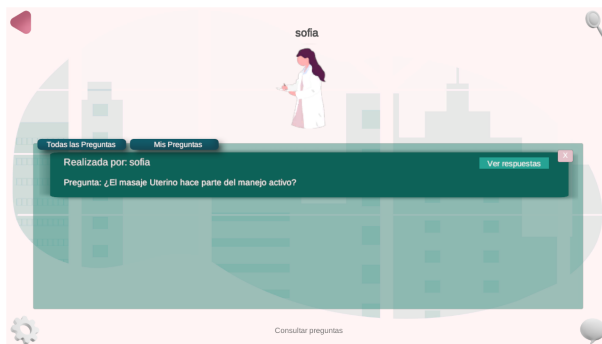 sofia
Todas las Preguntas
Mis Preguntas
Realizada por: sofia
Ver respuestas
X
Pregunta: ¿El masaje Uterino hace parte del manejo activo?
Consultar preguntas